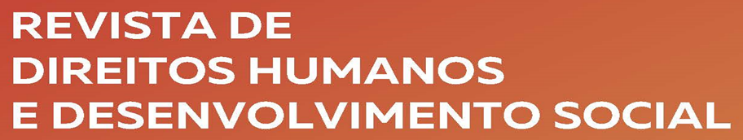 REVISTA DE
DIREITOS HUMANOS
E DESENVOLVIMENTO SOCIAL